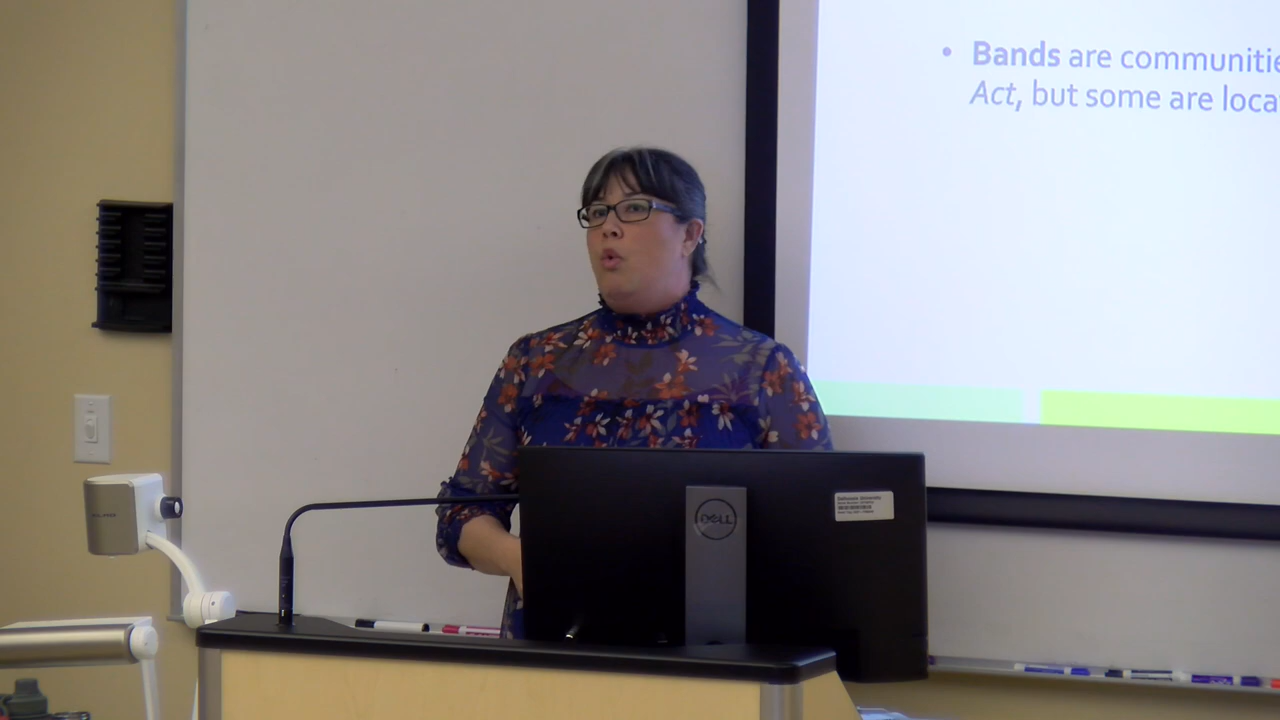 • Bands are communitie
Act, but some are loca
DELL
Dalhousie University